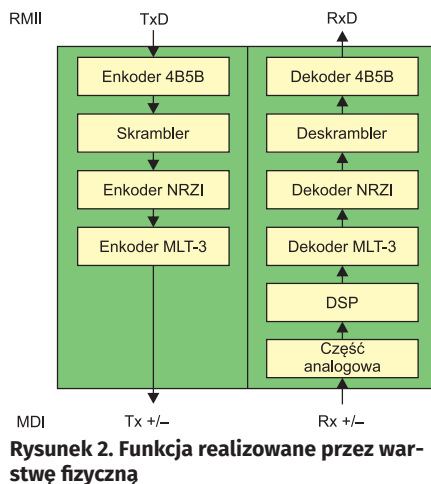 RMII
TxD
RxD
Enkoder 4B5B
Skrambler
Enkoder NRZI
Enkoder MLT-3
Dekoder 4B5B
Deskrambler
Dekoder NRZI
Dekoder MLT-3
DSP
Część
analogowa
MDI
Tx +/–
Rx +/–
Rysunek 2. Funkcja realizowane przez war-
stwę fizyczną